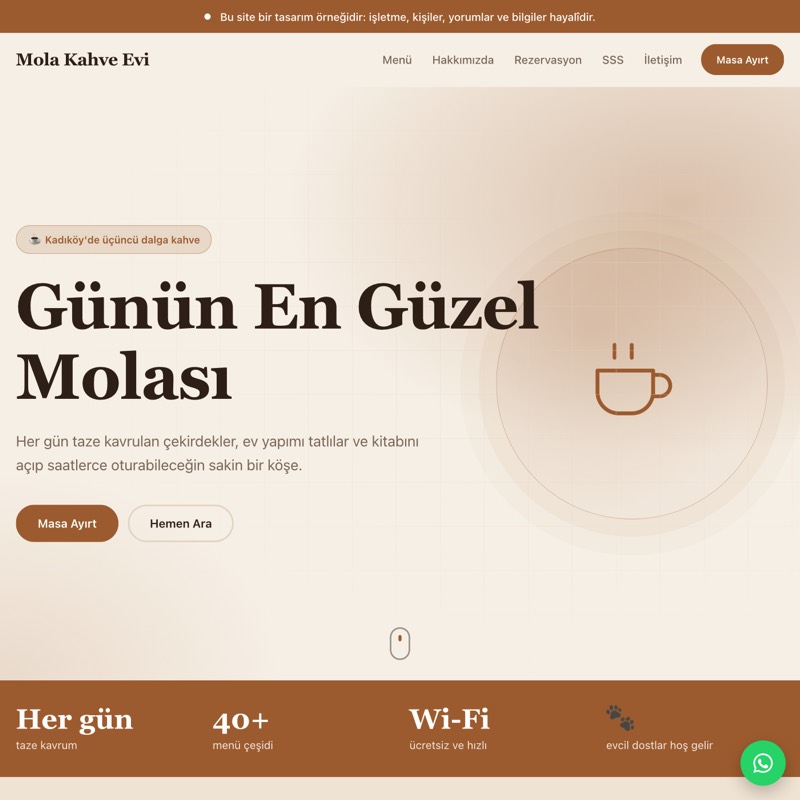 Bu site bir tasarım örneğidir: işletme, kişiler, yorumlar ve bilgiler hayalîdir.
Mola Kahve Evi
Menü
Hakkımızda
Rezervasyon
SSS
İletişim
Masa Ayırt
Kadıköy'de üçüncü dalga kahve
Günün En Güzel
Molası
Her gün taze kavrulan çekirdekler, ev yapımı tatlılar ve kitabını
açıp saatlerce oturabileceğin sakin bir köşe.
Masa Ayırt
Hemen Ara
Her gün
taze kavrum
40+
menü çeşidi
Wi-Fi
ücretsiz ve hızlı
evcil dostlar hoş gelir